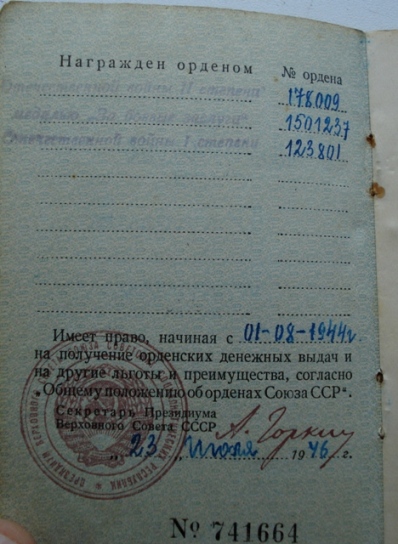 Награжден орденом
№ ордена
Отечественной войны II степени
178009
медалью „За боевые заслуги"
1501237
Отечественной войны I степени
123801
Имеет право, начиная с 01-08-1944г
на получение орденских денежных выдач и
на другие льготы и преимущества, согласно
„Общему положению об орденах Союза ССР".
Секретарь Президиума
Верховного Совета СССР А. Горкин
„23„ Июля 1946 г.
№ 741664